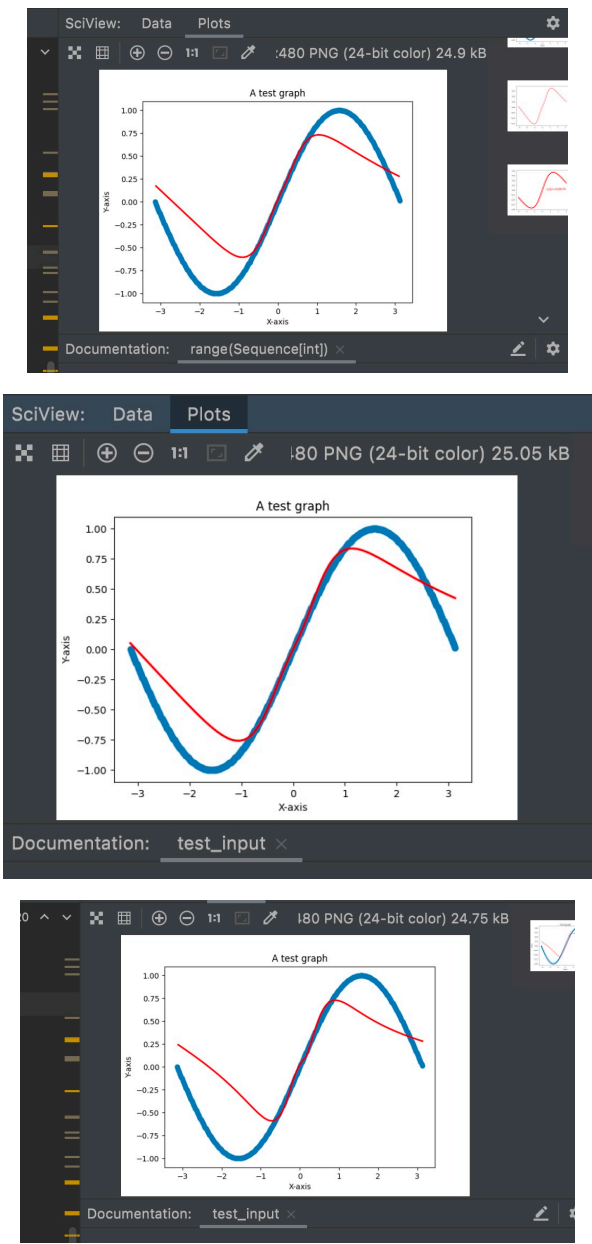 SciView: Data Plots
1:1 :480 PNG (24-bit color) 24.9 kB
A test graph
1.00
0.75
0.50
0.25
0.00
−0.25
−0.50
−0.75
−1.00
Y-axis
−3 −2 −1 0 1 2 3
X-axis
Documentation: range(Sequence[int]) ×
SciView: Data Plots
1:1 480 PNG (24-bit color) 25.05 kB
A test graph
1.00
0.75
0.50
0.25
0.00
−0.25
−0.50
−0.75
−1.00
Y-axis
−3 −2 −1 0 1 2 3
X-axis
Documentation: test_input ×
1:1 480 PNG (24-bit color) 24.75 kB
A test graph
1.00
0.75
0.50
0.25
0.00
−0.25
−0.50
−0.75
−1.00
Y-axis
−3 −2 −1 0 1 2 3
X-axis
Documentation: test_input ×